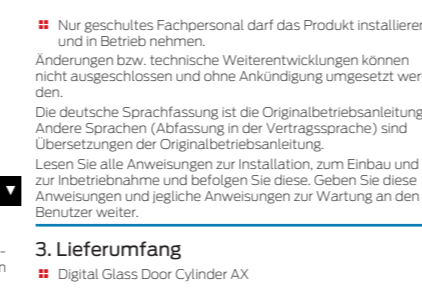 Nur geschultes Fachpersonal darf das Produkt installieren
und in Betrieb nehmen.
Änderungen bzw. technische Weiterentwicklungen können
nicht ausgeschlossen und ohne Ankündigung umgesetzt wer-
den.
Die deutsche Sprachfassung ist die Originalbetriebsanleitung.
Andere Sprachen (Abfassung in der Vertragssprache) sind
Übersetzungen der Originalbetriebsanleitung.
Lesen Sie alle Anweisungen zur Installation, zum Einbau und
zur Inbetriebnahme und befolgen Sie diese. Geben Sie diese
Anweisungen und jegliche Anweisungen zur Wartung an den
Benutzer weiter.
3. Lieferumfang
Digital Glass Door Cylinder AX